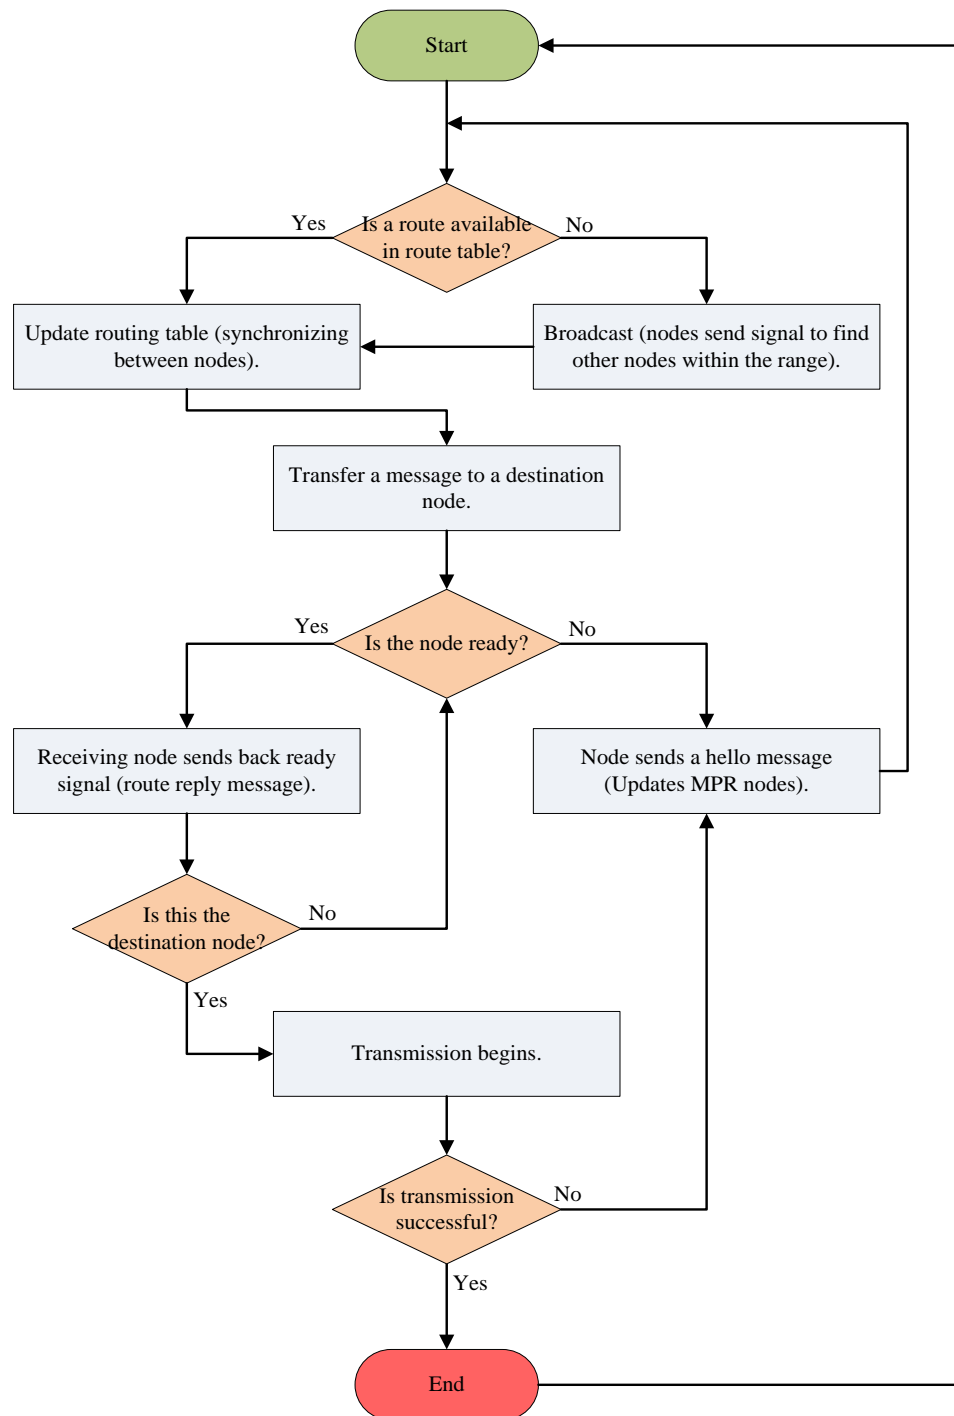 Start
Yes
Is a route available
in route table?
No
Update routing table (synchronizing
between nodes).
Broadcast (nodes send signal to find
other nodes within the range).
Transfer a message to a destination
node.
Yes
Is the node ready?
No
Receiving node sends back ready
signal (route reply message).
Node sends a hello message
(Updates MPR nodes).
Is this the
destination node?
No
Yes
Transmission begins.
Is transmission
successful?
No
Yes
End